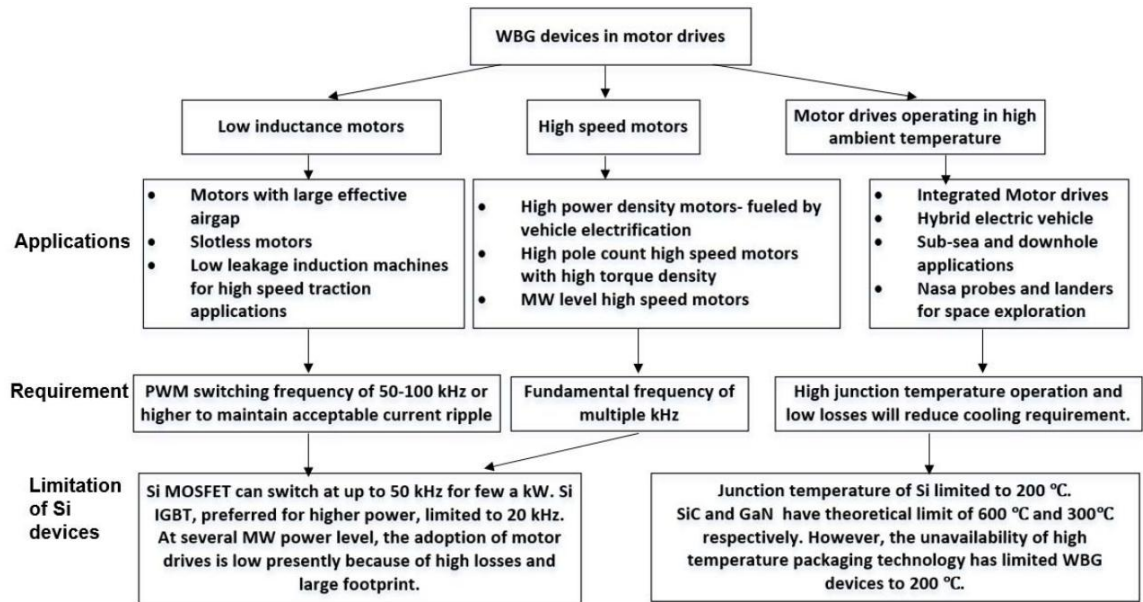 WBG devices in motor drives
Low inductance motors
High speed motors
Motor drives operating in high
ambient temperature
Applications
• Motors with large effective
airgap
• Slotless motors
• Low leakage induction machines
for high speed traction
applications
• High power density motors- fueled by
vehicle electrification
• High pole count high speed motors
with high torque density
• MW level high speed motors
• Integrated Motor drives
• Hybrid electric vehicle
• Sub-sea and downhole
applications
• Nasa probes and landers
for space exploration
Requirement
PWM switching frequency of 50-100 kHz or
higher to maintain acceptable current ripple
Fundamental frequency of
multiple kHz
High junction temperature operation and
low losses will reduce cooling requirement.
Limitation
of Si
devices
Si MOSFET can switch at up to 50 kHz for few a kW. Si
IGBT, preferred for higher power, limited to 20 kHz.
At several MW power level, the adoption of motor
drives is low presently because of high losses and
large footprint.
Junction temperature of Si limited to 200 ℃.
SiC and GaN have theoretical limit of 600 ℃ and 300℃
respectively. However, the unavailability of high
temperature packaging technology has limited WBG
devices to 200 ℃.